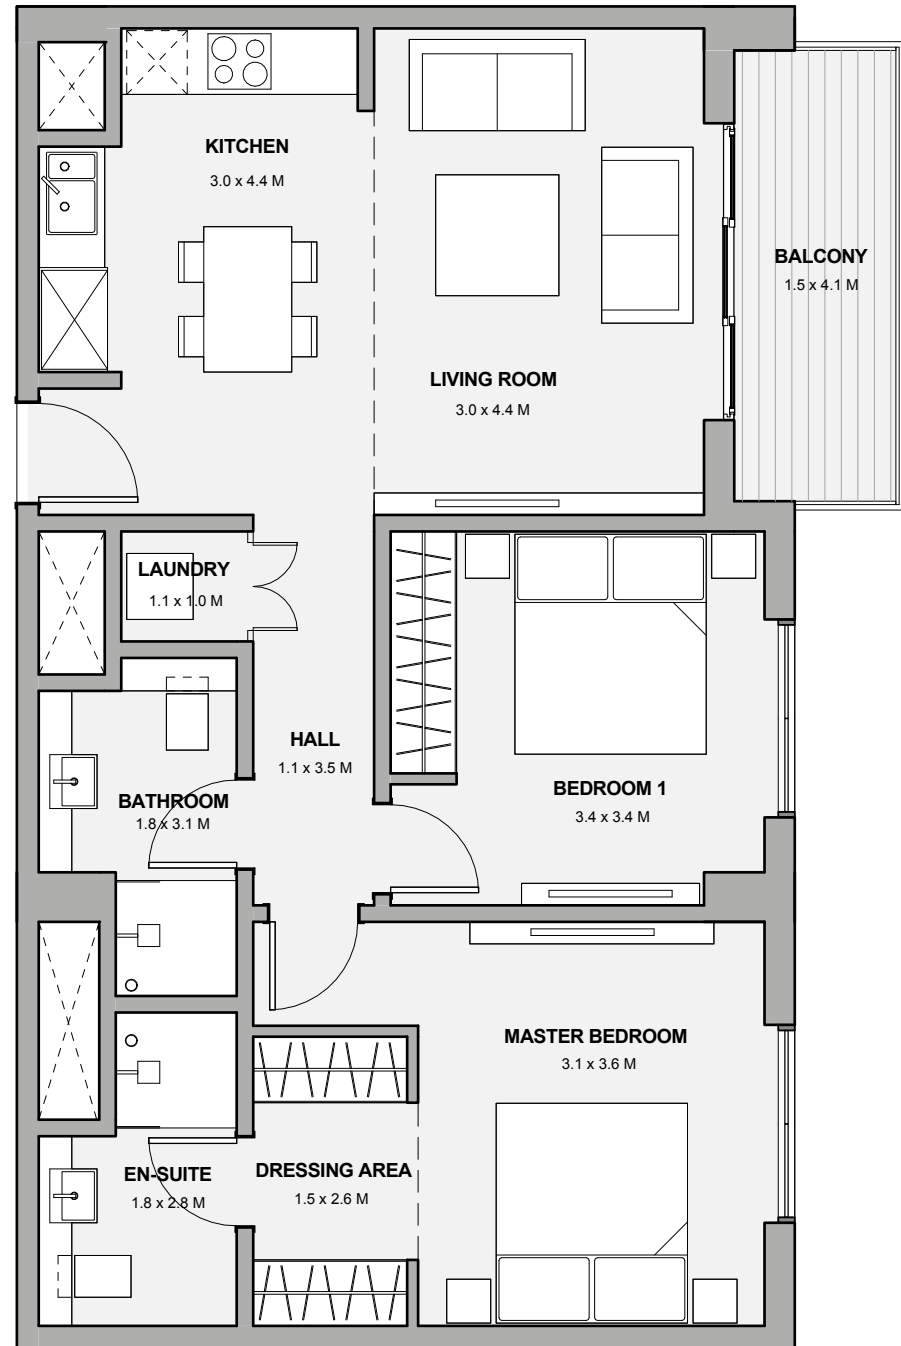 KITCHEN
3.0 x 4.4 M
BALCONY
1.5 x 4.1 M
LIVING ROOM
3.0 x 4.4 M
LAUNDRY
1.1 x 1.0 M
HALL
1.1 x 3.5 M
BEDROOM 1
3.4 x 3.4 M
BATHROOM
1.8 x 3.1 M
MASTER BEDROOM
3.1 x 3.6 M
EN-SUITE
1.8 x 2.8 M
DRESSING AREA
1.5 x 2.6 M